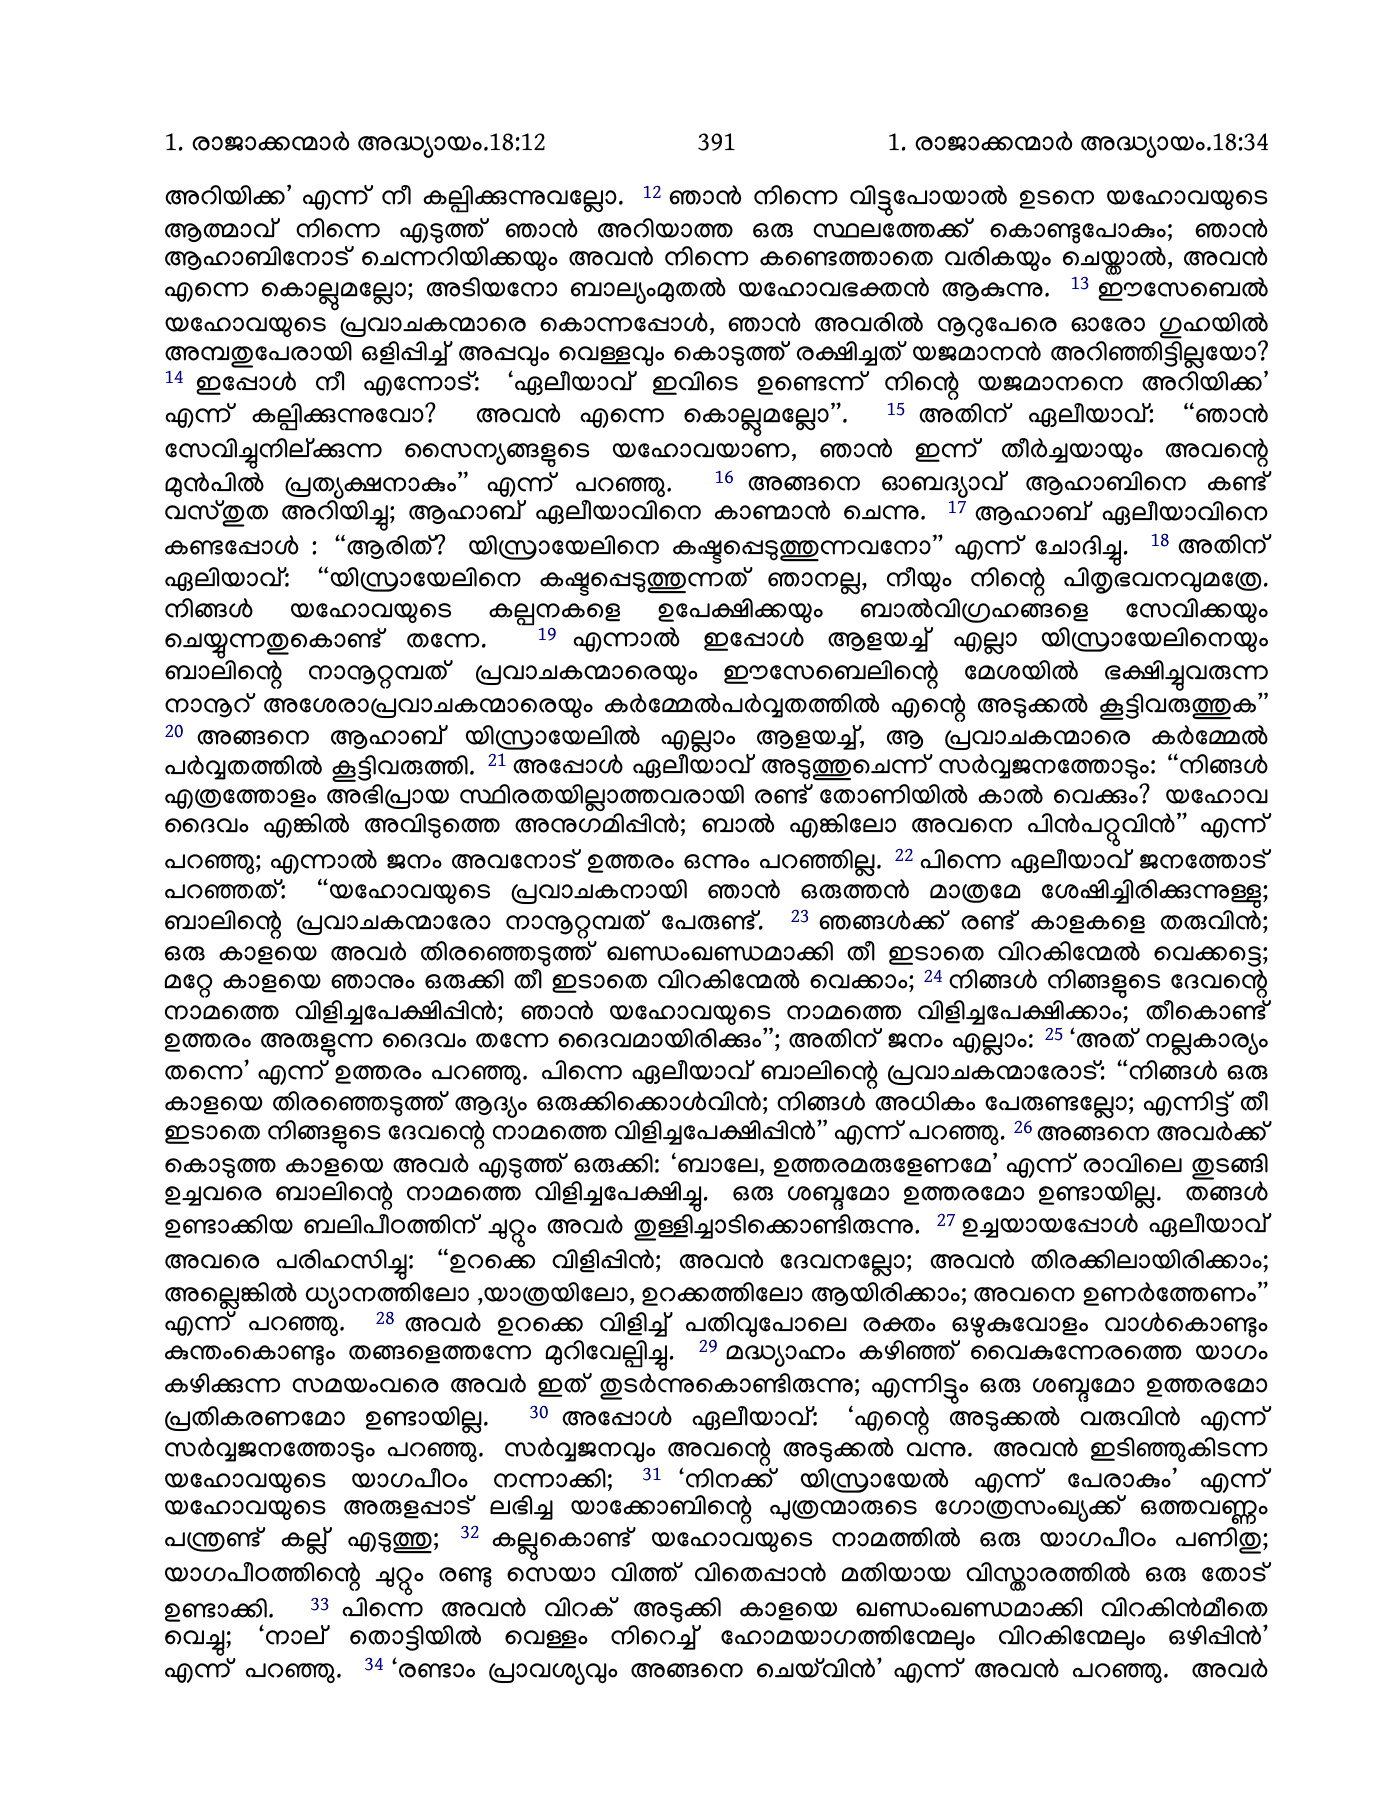 1. രാജാക്കന്മാർ അദ്ധ്യായം.18:12 391 1. രാജാക്കന്മാർ അദ്ധ്യായം.18:34
അറിയിക്ക’ എന്ന് നീ കല്പിക്കുന്നുവല്ലോ. 12 ഞാൻ നിന്നെ വിട്ടുപോയാൽ ഉടനെ യഹോവയുടെ
ആത്മാവ് നിന്നെ എടുത്ത് ഞാൻ അറിയാത്ത ഒരു സ്ഥലത്തേക്ക് കൊണ്ടുപോകും; ഞാൻ
ആഹാബിനോട് ചെന്നറിയിക്കയും അവൻ നിന്നെ കണ്ടെത്താതെ വരികയും ചെയ്താൽ, അവൻ
എന്നെ കൊല്ലുമല്ലോ; അടിയനോ ബാല്യംമുതൽ യഹോവഭക്തൻ ആകുന്നു. 13 ഈസേബെൽ
യഹോവയുടെ പ്രവാചകന്മാരെ കൊന്നപ്പോൾ, ഞാൻ അവരിൽ നൂറുപേരെ ഓരോ ഗുഹയിൽ
അമ്പതുപേരായി ഒളിപ്പിച്ച് അപ്പവും വെള്ളവും കൊടുത്ത് രക്ഷിച്ചത് യജമാനൻ അറിഞ്ഞിട്ടില്ലയോ?
14 ഇപ്പോൾ നീ എന്നോട്: ‘ഏലീയാവ് ഇവിടെ ഉണ്ടെന്ന് നിന്റെ യജമാനനെ അറിയിക്ക’
എന്ന് കല്പിക്കുന്നുവോ? അവൻ എന്നെ കൊല്ലുമല്ലോ”. 15 അതിന് ഏലീയാവ്: “ഞാൻ
സേവിച്ചുനില്ക്കുന്ന സൈന്യങ്ങളുടെ യഹോവയാണ, ഞാൻ ഇന്ന് തീർച്ചയായും അവന്റെ
മുൻപിൽ പ്രത്യക്ഷനാകും” എന്ന് പറഞ്ഞു. 16 അങ്ങനെ ഓബദ്യാവ് ആഹാബിനെ കണ്ട്
വസ്തുത അറിയിച്ചു; ആഹാബ് ഏലീയാവിനെ കാണ്മാൻ ചെന്നു. 17 ആഹാബ് ഏലീയാവിനെ
കണ്ടപ്പോൾ : “ആരിത്? യിസ്രായേലിനെ കഷ്ടപ്പെടുത്തുന്നവനോ” എന്ന് ചോദിച്ചു. 18 അതിന്
ഏലിയാവ്: “യിസ്രായേലിനെ കഷ്ടപ്പെടുത്തുന്നത് ഞാനല്ല, നീയും നിന്റെ പിതൃഭവനവുമത്രേ.
നിങ്ങൾ യഹോവയുടെ കല്പനകളെ ഉപേക്ഷിക്കയും ബാൽവിഗ്രഹങ്ങളെ സേവിക്കയും
ചെയ്യുന്നതുകൊണ്ട് തന്നേ. 19 എന്നാൽ ഇപ്പോൾ ആളയച്ച് എല്ലാ യിസ്രായേലിനെയും
ബാലിന്റെ നാനൂറ്റമ്പത് പ്രവാചകന്മാരെയും ഈസേബെലിന്റെ മേശയിൽ ഭക്ഷിച്ചുവരുന്ന
നാനൂറ് അശേരാപ്രവാചകന്മാരെയും കർമ്മേൽപർവ്വതത്തിൽ എന്റെ അടുക്കൽ കൂട്ടിവരുത്തുക”
20 അങ്ങനെ ആഹാബ് യിസ്രായേലിൽ എല്ലാം ആളയച്ച്, ആ പ്രവാചകന്മാരെ കർമ്മേൽ
പർവ്വതത്തിൽ കൂട്ടിവരുത്തി. 21 അപ്പോൾ ഏലീയാവ് അടുത്തുചെന്ന് സർവ്വജനത്തോടും: “നിങ്ങൾ
എത്രത്തോളം അഭിപ്രായ സ്ഥിരതയില്ലാത്തവരായി രണ്ട് തോണിയിൽ കാൽ വെക്കും? യഹോവ
ദൈവം എങ്കിൽ അവിടുത്തെ അനുഗമിപ്പിൻ; ബാൽ എങ്കിലോ അവനെ പിൻപറ്റുവിൻ” എന്ന്
പറഞ്ഞു; എന്നാൽ ജനം അവനോട് ഉത്തരം ഒന്നും പറഞ്ഞില്ല. 22 പിന്നെ ഏലീയാവ് ജനത്തോട്
പറഞ്ഞത്: “യഹോവയുടെ പ്രവാചകനായി ഞാൻ ഒരുത്തൻ മാത്രമേ ശേഷിച്ചിരിക്കുന്നുള്ളു;
ബാലിന്റെ പ്രവാചകന്മാരോ നാനൂറ്റമ്പത് പേരുണ്ട്. 23 ഞങ്ങൾക്ക് രണ്ട് കാളകളെ തരുവിൻ;
ഒരു കാളയെ അവർ തിരഞ്ഞെടുത്ത് ഖണ്ഡംഖണ്ഡമാക്കി തീ ഇടാതെ വിറകിന്മേൽ വെക്കട്ടെ;
മറ്റേ കാളയെ ഞാനും ഒരുക്കി തീ ഇടാതെ വിറകിന്മേൽ വെക്കാം; 24 നിങ്ങൾ നിങ്ങളുടെ ദേവന്റെ
നാമത്തെ വിളിച്ചപേക്ഷിപ്പിൻ; ഞാൻ യഹോവയുടെ നാമത്തെ വിളിച്ചപേക്ഷിക്കാം; തീകൊണ്ട്
ഉത്തരം അരുളുന്ന ദൈവം തന്നേ ദൈവമായിരിക്കും”; അതിന് ജനം എല്ലാം: 25 ‘അത് നല്ലകാര്യം
തന്നെ’ എന്ന് ഉത്തരം പറഞ്ഞു. പിന്നെ ഏലീയാവ് ബാലിന്റെ പ്രവാചകന്മാരോട്: “നിങ്ങൾ ഒരു
കാളയെ തിരഞ്ഞെടുത്ത് ആദ്യം ഒരുക്കിക്കൊൾവിൻ; നിങ്ങൾ അധികം പേരുണ്ടല്ലോ; എന്നിട്ട് തീ
ഇടാതെ നിങ്ങളുടെ ദേവന്റെ നാമത്തെ വിളിച്ചപേക്ഷിപ്പിൻ” എന്ന് പറഞ്ഞു. 26 അങ്ങനെ അവർക്ക്
കൊടുത്ത കാളയെ അവർ എടുത്ത് ഒരുക്കി: ‘ബാലേ, ഉത്തരമരുളേണമേ’ എന്ന് രാവിലെ തുടങ്ങി
ഉച്ചവരെ ബാലിന്റെ നാമത്തെ വിളിച്ചപേക്ഷിച്ചു. ഒരു ശബ്ദമോ ഉത്തരമോ ഉണ്ടായില്ല. തങ്ങൾ
ഉണ്ടാക്കിയ ബലിപീഠത്തിന് ചുറ്റും അവർ തുള്ളിച്ചാടിക്കൊണ്ടിരുന്നു. 27 ഉച്ചയായപ്പോൾ ഏലീയാവ്
അവരെ പരിഹസിച്ചു: “ഉറക്കെ വിളിപ്പിൻ; അവൻ ദേവനല്ലോ; അവൻ തിരക്കിലായിരിക്കാം;
അല്ലെങ്കിൽ ധ്യാനത്തിലോ ,യാത്രയിലോ, ഉറക്കത്തിലോ ആയിരിക്കാം; അവനെ ഉണർത്തേണം”
എന്ന് പറഞ്ഞു. 28 അവർ ഉറക്കെ വിളിച്ച് പതിവുപോലെ രക്തം ഒഴുകുവോളം വാൾകൊണ്ടും
കുന്തംകൊണ്ടും തങ്ങളെത്തന്നേ മുറിവേല്പിച്ചു. 29 മദ്ധ്യാഹ്നം കഴിഞ്ഞ് വൈകുന്നേരത്തെ യാഗം
കഴിക്കുന്ന സമയംവരെ അവർ ഇത് തുടർന്നുകൊണ്ടിരുന്നു; എന്നിട്ടും ഒരു ശബ്ദമോ ഉത്തരമോ
പ്രതികരണമോ ഉണ്ടായില്ല. 30 അപ്പോൾ ഏലീയാവ്: ‘എന്റെ അടുക്കൽ വരുവിൻ എന്ന്
സർവ്വജനത്തോടും പറഞ്ഞു. സർവ്വജനവും അവന്റെ അടുക്കൽ വന്നു. അവൻ ഇടിഞ്ഞുകിടന്ന
യഹോവയുടെ യാഗപീഠം നന്നാക്കി; 31 ‘നിനക്ക് യിസ്രായേൽ എന്ന് പേരാകും’ എന്ന്
യഹോവയുടെ അരുളപ്പാട് ലഭിച്ച യാക്കോബിന്റെ പുത്രന്മാരുടെ ഗോത്രസംഖ്യക്ക് ഒത്തവണ്ണം
പന്ത്രണ്ട് കല്ല് എടുത്തു; 32 കല്ലുകൊണ്ട് യഹോവയുടെ നാമത്തിൽ ഒരു യാഗപീഠം പണിതു;
യാഗപീഠത്തിന്റെ ചുറ്റും രണ്ടു സെയാ വിത്ത് വിതെപ്പാൻ മതിയായ വിസ്താരത്തിൽ ഒരു തോട്
ഉണ്ടാക്കി. 33 പിന്നെ അവൻ വിറക് അടുക്കി കാളയെ ഖണ്ഡംഖണ്ഡമാക്കി വിറകിൻമീതെ
വെച്ചു; ‘നാല് തൊട്ടിയിൽ വെള്ളം നിറെച്ച് ഹോമയാഗത്തിന്മേലും വിറകിന്മേലും ഒഴിപ്പിൻ’
എന്ന് പറഞ്ഞു. 34 ‘രണ്ടാം പ്രാവശ്യവും അങ്ങനെ ചെയ്‌വിൻ’ എന്ന് അവൻ പറഞ്ഞു. അവർ